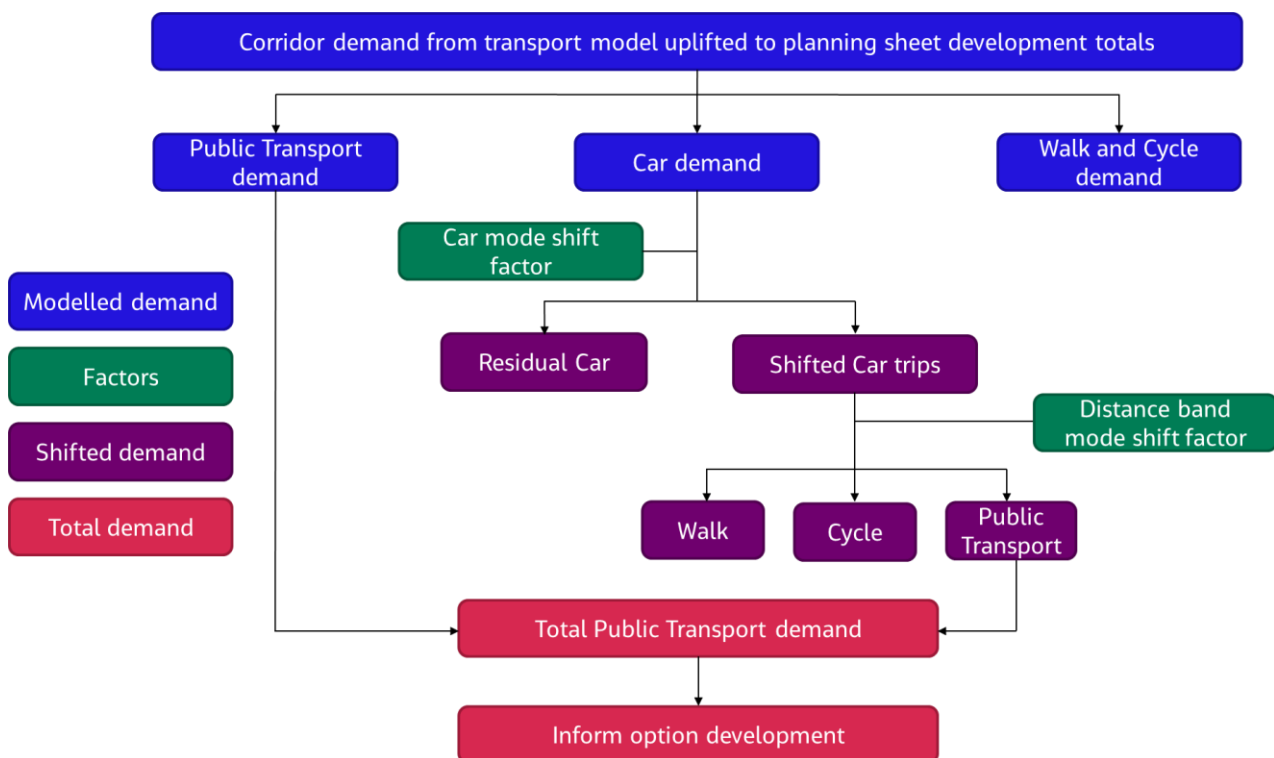 Corridor demand from transport model uplifted to planning sheet development totals
Public Transport
demand
Car demand
Walk and Cycle
demand
Car mode shift
factor
Modelled demand
Factors
Shifted demand
Total demand
Residual Car
Shifted Car trips
Distance band
mode shift factor
Walk
Cycle
Public
Transport
Total Public Transport demand
Inform option development